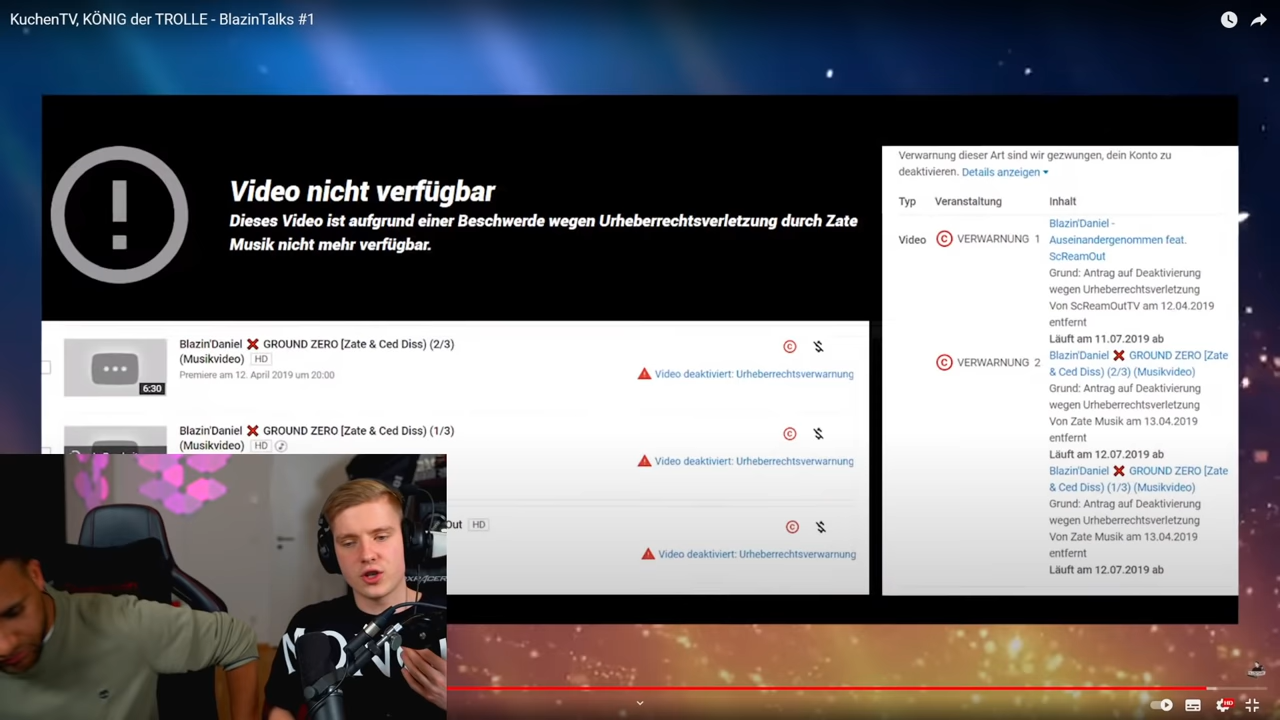 KuchenTV, KÖNIG der TROLLE - BlazinTalks #1
Video nicht verfügbar
Dieses Video ist aufgrund einer Beschwerde wegen Urheberrechtsverletzung durch Zate
Musik nicht mehr verfügbar.
Blazin'Daniel ❌ GROUND ZERO [Zate & Ced Diss) (2/3)
(Musikvideo) HD
Premiere am 12. April 2019 um 20:00
6:30
Video deaktiviert: Urheberrechtsverwarnung
Blazin'Daniel ❌ GROUND ZERO [Zate & Ced Diss) (1/3)
(Musikvideo) HD
Video deaktiviert: Urheberrechtsverwarnung
Out HD
Video deaktiviert: Urheberrechtsverwarnung
Verwarnung dieser Art sind wir gezwungen, dein Konto zu
deaktivieren. Details anzeigen
Typ Veranstaltung Inhalt
Video VERWARNUNG 1
Blazin'Daniel -
Auseinandergenommen feat.
ScReamOut
Grund: Antrag auf Deaktivierung
wegen Urheberrechtsverletzung
Von ScReamOutTV am 12.04.2019
entfernt
Läuft am 11.07.2019 ab
VERWARNUNG 2
Blazin'Daniel ❌ GROUND ZERO [Zate
& Ced Diss) (2/3) (Musikvideo)
Grund: Antrag auf Deaktivierung
wegen Urheberrechtsverletzung
Von Zate Musik am 13.04.2019
entfernt
Läuft am 12.07.2019 ab
Blazin'Daniel ❌ GROUND ZERO [Zate
& Ced Diss) (1/3) (Musikvideo)
Grund: Antrag auf Deaktivierung
wegen Urheberrechtsverletzung
Von Zate Musik am 13.04.2019
entfernt
Läuft am 12.07.2019 ab
HD